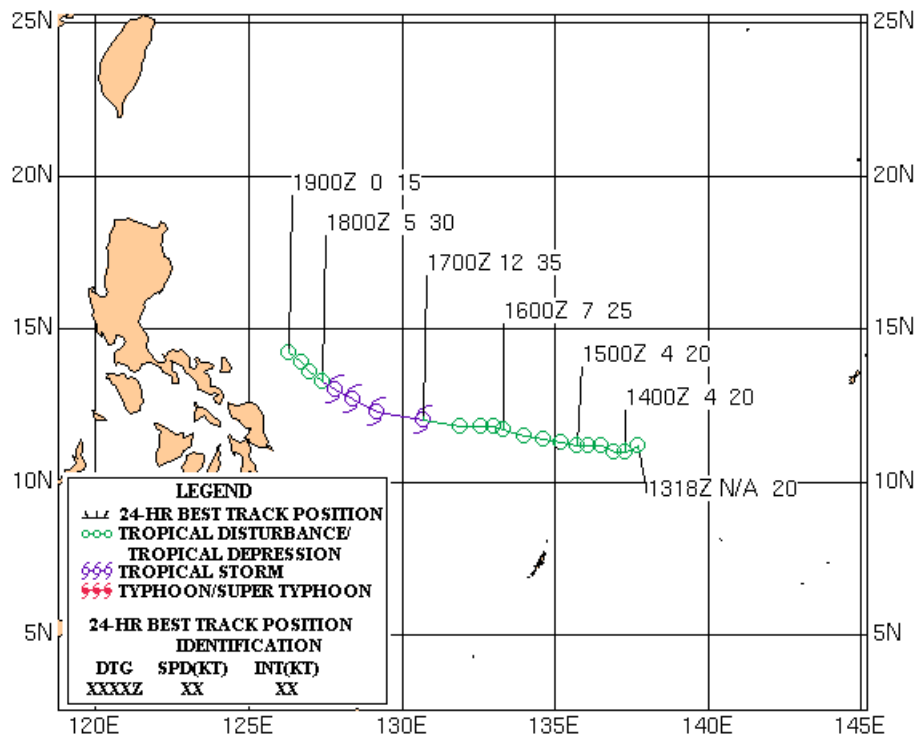 25N
25N
20N
20N
1900Z 0 15
1800Z 5 30
1700Z 12 35
15N
15N
1600Z 7 25
1500Z 4 20
1400Z 4 20
10N
10N
1318Z N/A 20
LEGEND
24-HR BEST TRACK POSITION
TROPICAL DISTURBANCE/
TROPICAL DEPRESSION
TROPICAL STORM
TYPHOON/SUPER TYPHOON
5N
5N
24-HR BEST TRACK POSITION
IDENTIFICATION
DTG SPD(KT) INT(KT)
XXXXZ XX XX
120E 125E 130E 135E 140E 145E